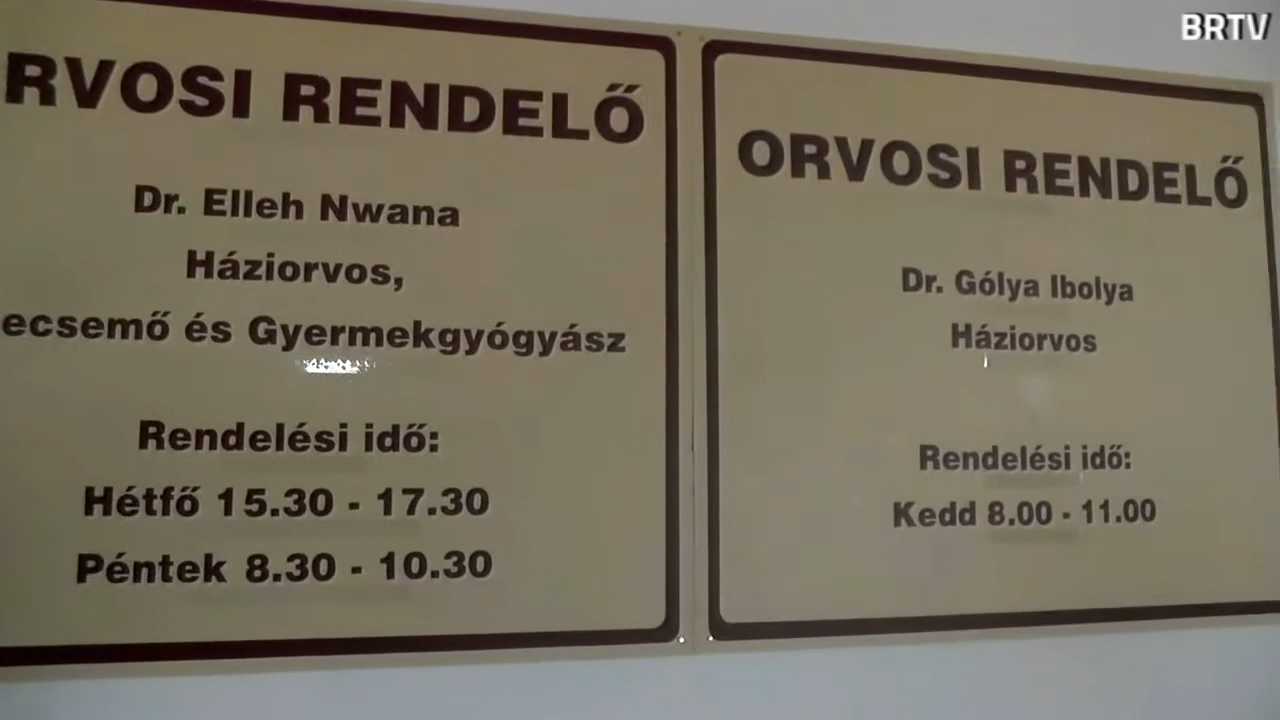 RVOSI RENDELŐ
Dr. Elleh Nwana
Háziorvos,
ecsemő és Gyermekgyógyász
Rendelési idő:
Hétfő 15.30 - 17.30
Péntek 8.30 - 10.30
ORVOSI RENDELŐ
Dr. Gólya Ibolya
Háziorvos
Rendelési idő:
Kedd 8.00 - 11.00
BRTV